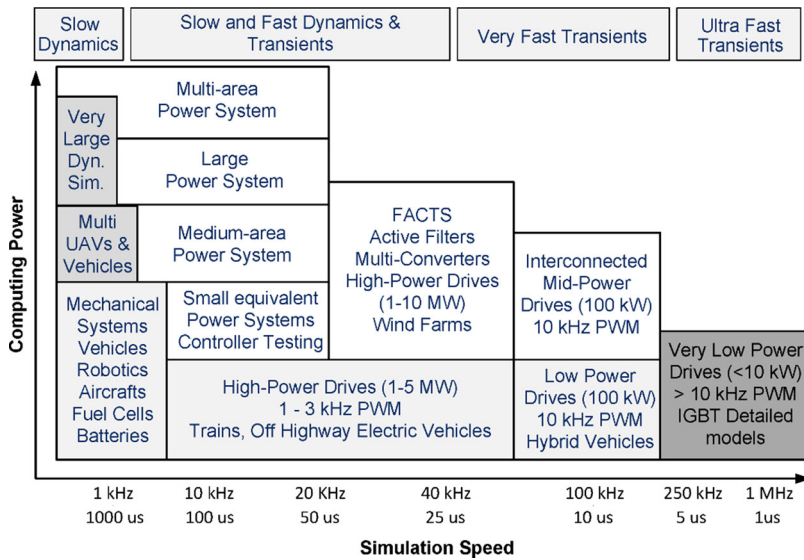 Slow
Dynamics
Slow and Fast Dynamics &
Transients
Very Fast Transients
Ultra Fast
Transients
Computing Power
Multi-area
Power System
Very
Large
Dyn.
Sim.
Large
Power System
Multi
UAVs &
Vehicles
Medium-area
Power System
FACTS
Active Filters
Multi-Converters
High-Power Drives
(1-10 MW)
Wind Farms
Interconnected
Mid-Power
Drives (100 kW)
10 kHz PWM
Mechanical
Systems
Vehicles
Robotics
Aircrafts
Fuel Cells
Batteries
Small equivalent
Power Systems
Controller Testing
High-Power Drives (1-5 MW)
1 - 3 kHz PWM
Trains, Off Highway Electric Vehicles
Low Power
Drives (100 kW)
10 kHz PWM
Hybrid Vehicles
Very Low Power
Drives (<10 kW)
> 10 kHz PWM
IGBT Detailed
models
1 kHz 10 kHz 20 KHz 40 kHz 100 kHz 250 kHz 1 MHz
1000 us 100 us 50 us 25 us 10 us 5 us 1us
Simulation Speed